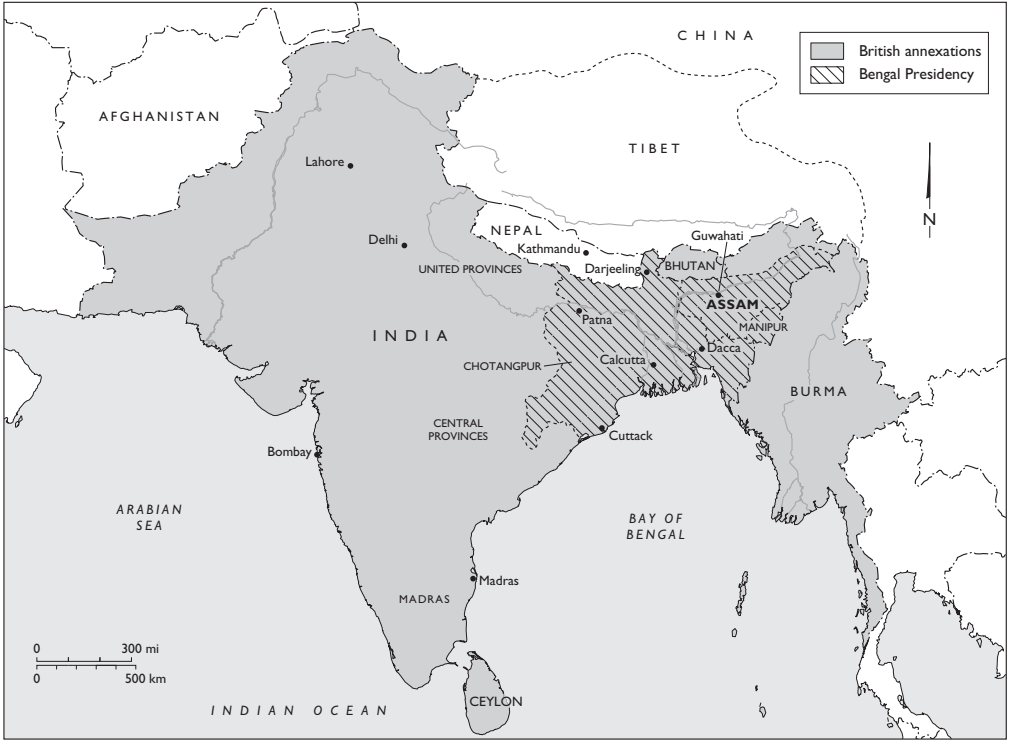 CHINA
British annexations
Bengal Presidency
AFGHANISTAN
TIBET
Lahore
N
NEPAL
Guwahati
Delhi
Kathmandu
UNITED PROVINCES
Darjeeling
BHUTAN
ASSAM
Patna
MANIPUR
INDIA
Dacca
Calcutta
CHOTANGPUR
BURMA
CENTRAL
PROVINCES
Cuttack
Bombay
ARABIAN
SEA
BAY OF
BENGAL
Madras
MADRAS
0 300 mi
0 500 km
CEYLON
INDIAN OCEAN